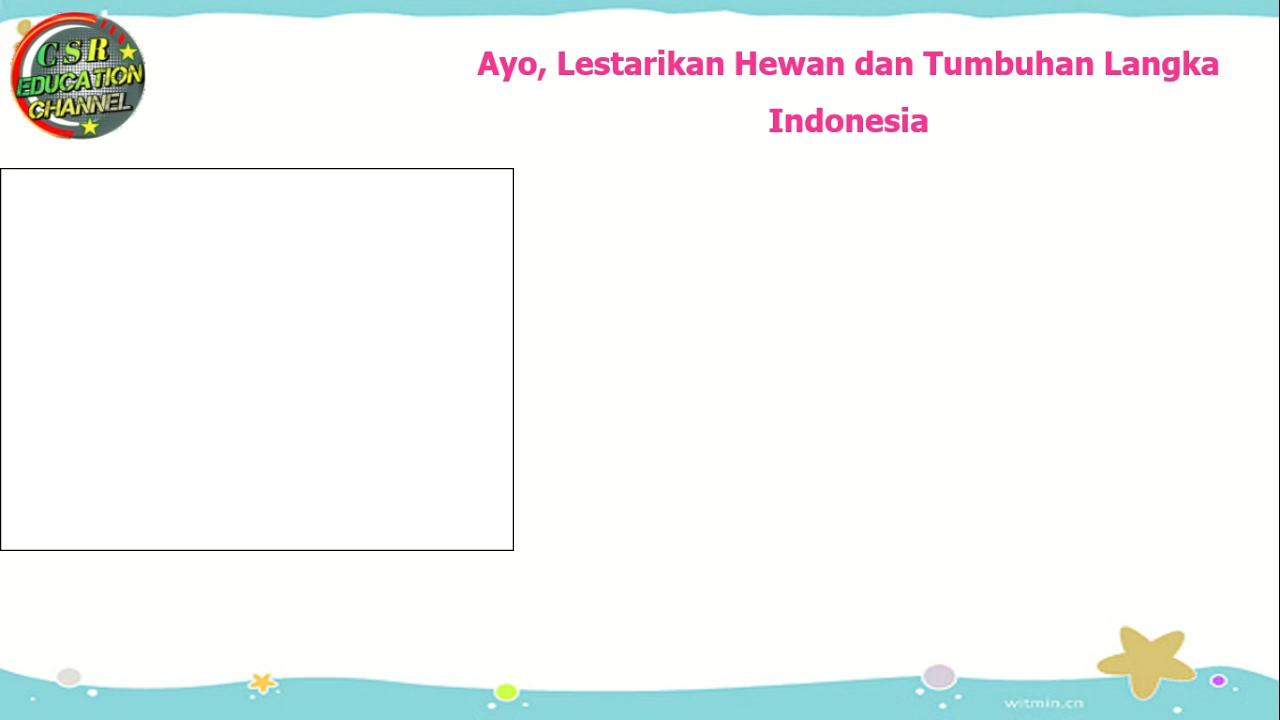 CSR
EDUCATION
CHANNEL
Ayo, Lestarikan Hewan dan Tumbuhan Langka
Indonesia
witmin.cn